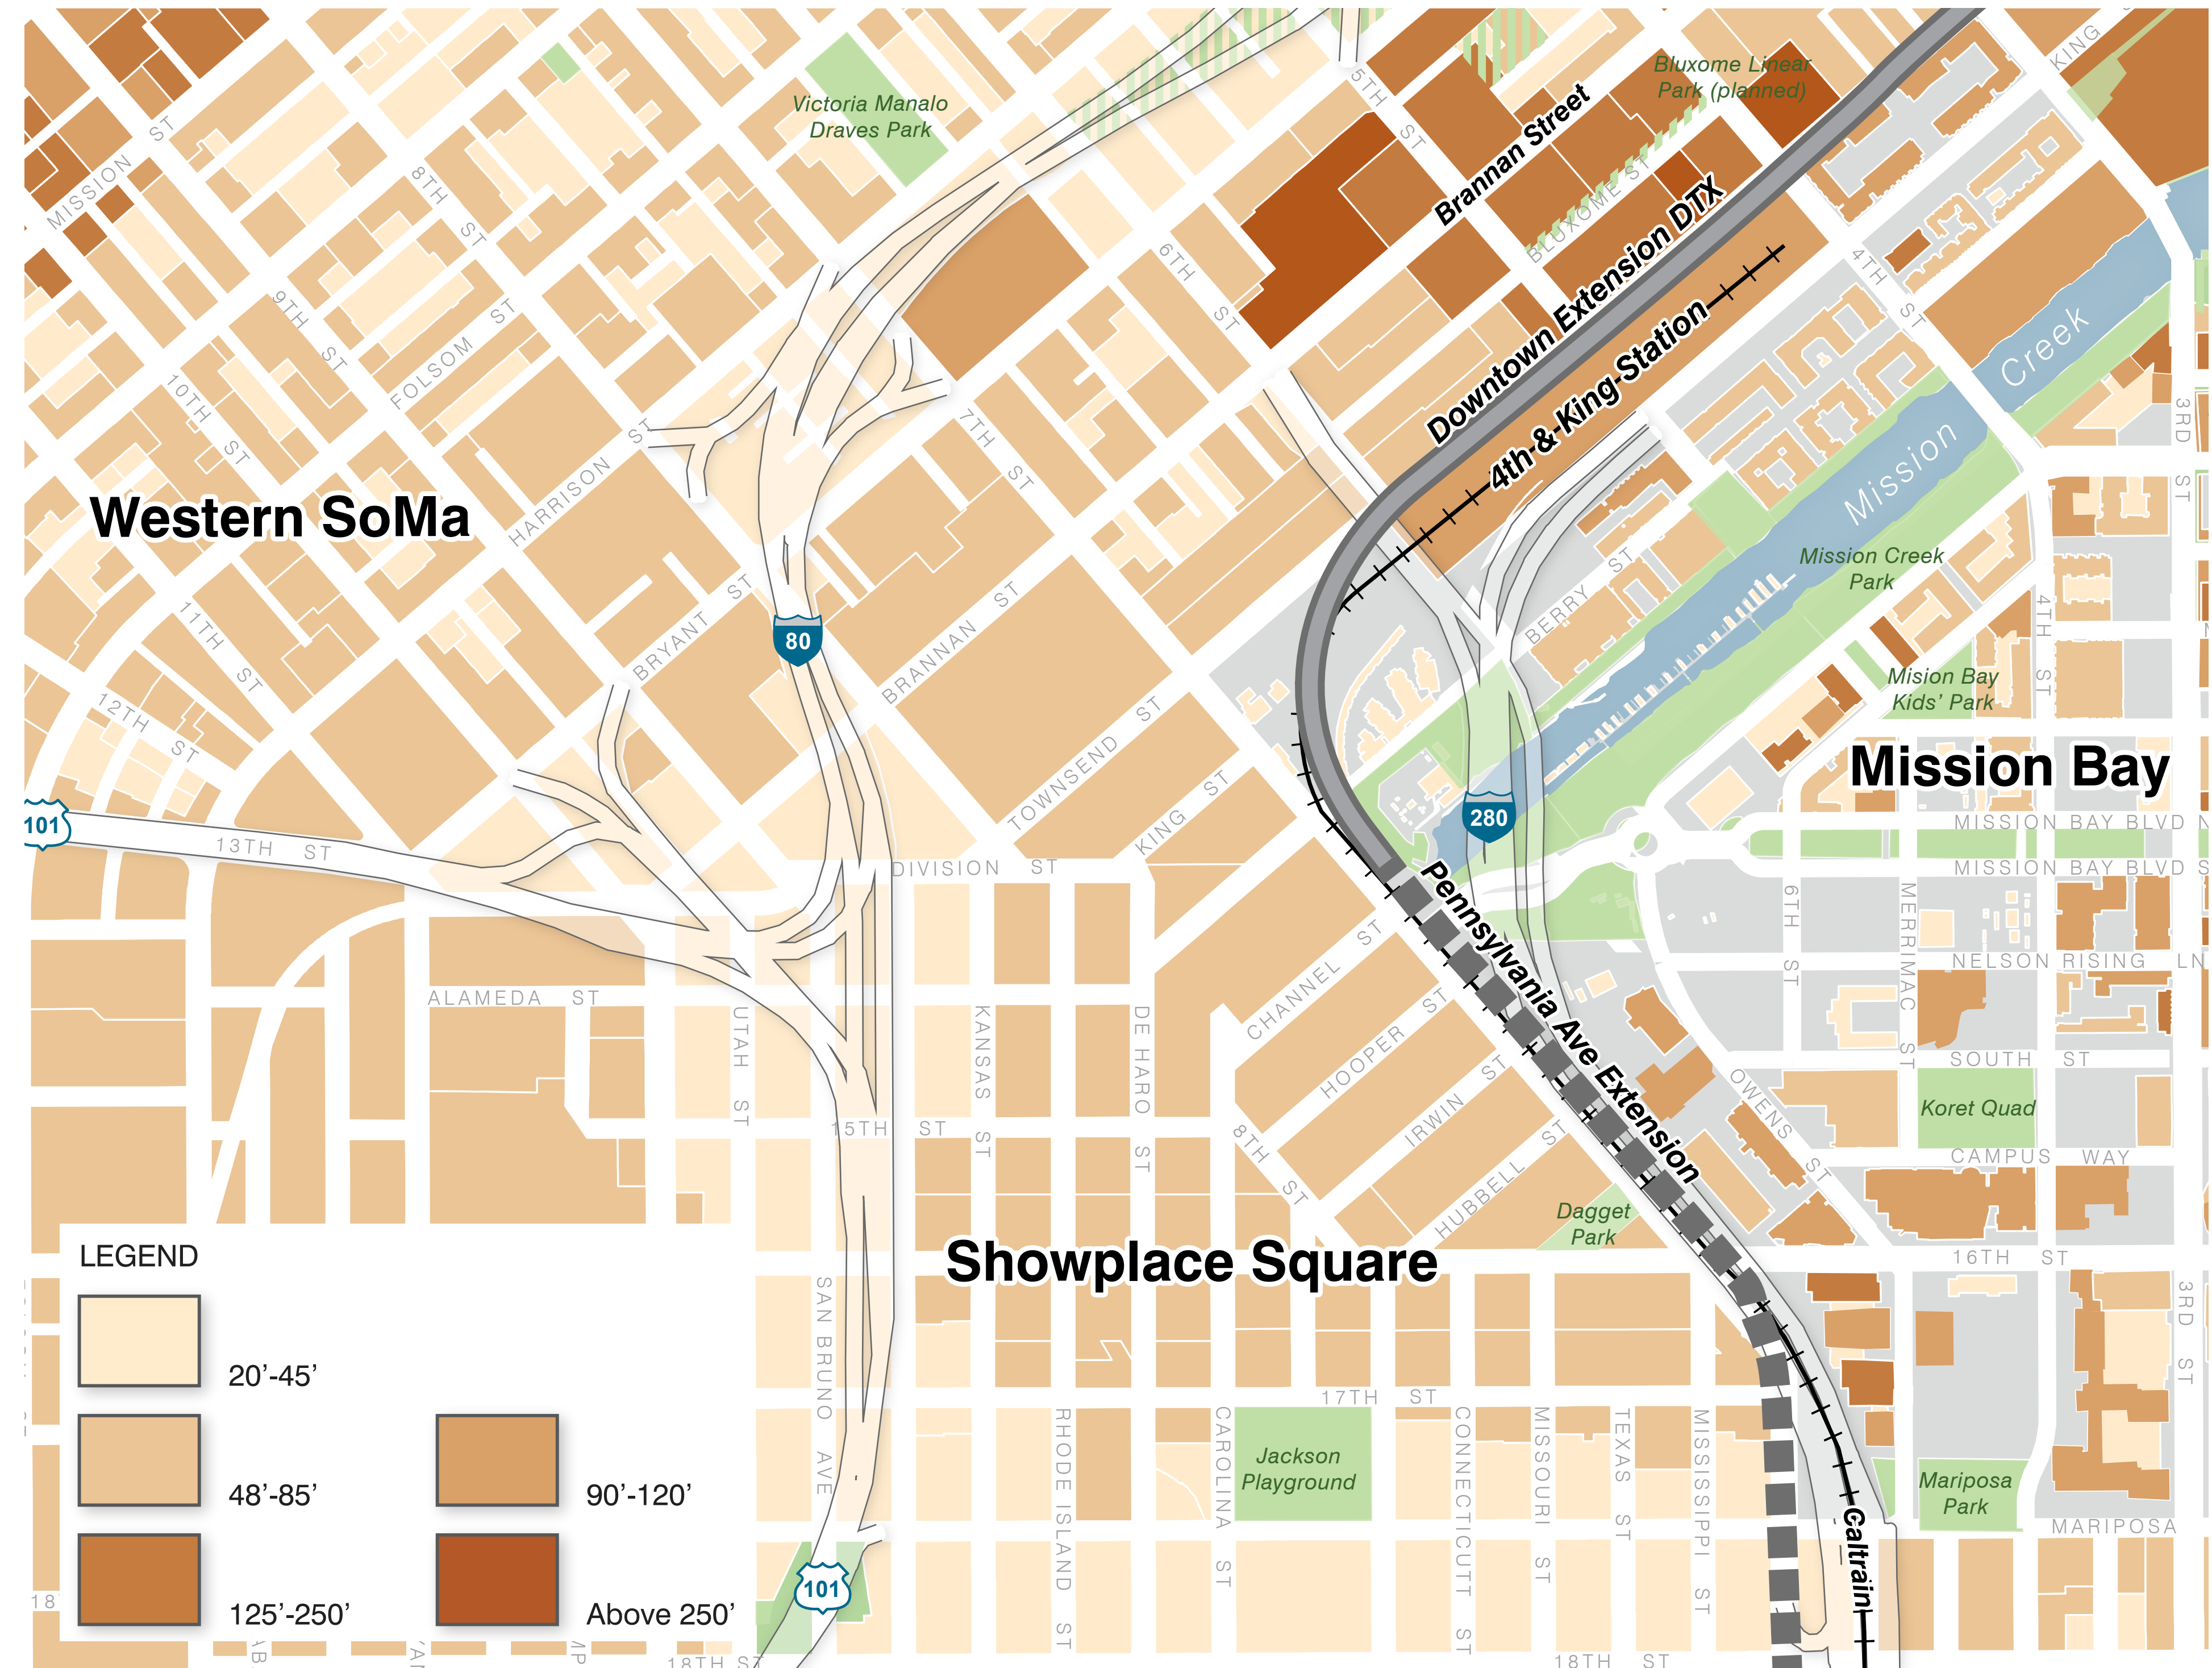 KING
5TH ST
Bluxome Linear
Park (planned)
Victoria Manalo
Draves Park
MISSION ST
8TH ST
Brannan Street
BLUXOME ST
Downtown Extension DTX
4th-&-King-Station
6TH ST
4TH ST
9TH ST
FOLSOM ST
10TH ST
HARRISON ST
7TH ST
Creek
Mission
3RD ST
Western SoMa
Mission Creek
Park
BERRY ST
4TH ST
11TH ST
BRYANT ST
80
BRANNAN ST
12TH ST
Mision Bay
Kids' Park
Mission Bay
TOWNSEND ST
KING ST
101
13TH ST
280
MISSION BAY BLVD N
DIVISION ST
MISSION BAY BLVD S
Pennsylvania Ave Extension
6TH ST
MERRIMAC ST
NELSON RISING LN
CHANNEL ST
ALAMEDA ST
UTAH ST
KANSAS ST
DE HARO ST
HOOPER ST
IRWIN ST
HUBBELL ST
OWENS ST
SOUTH ST
Koret Quad
15TH ST
8TH ST
CAMPUS WAY
Dagget
Park
Showplace Square
16TH ST
LEGEND
20'-45'
48'-85'
90'-120'
125'-250'
Above 250'
SAN BRUNO AVE
3RD ST
17TH ST
RHODE ISLAND ST
CAROLINA ST
Jackson
Playground
CONNECTICUTT ST
MISSOURI ST
TEXAS ST
MISSISSIPPI ST
Mariposa
Park
MARIPOSA
Caltrain
101
18
18TH ST
18TH ST